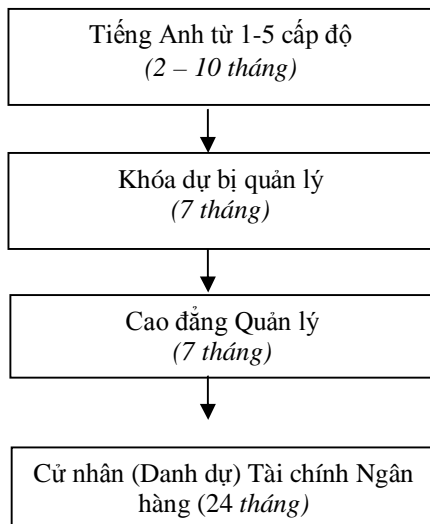 Tiếng Anh từ 1-5 cấp độ
(2 – 10 tháng)
Khóa dự bị quản lý
(7 tháng)
Cao đẳng Quản lý
(7 tháng)
Cử nhân (Danh dự) Tài chính Ngân
hàng (24 tháng)